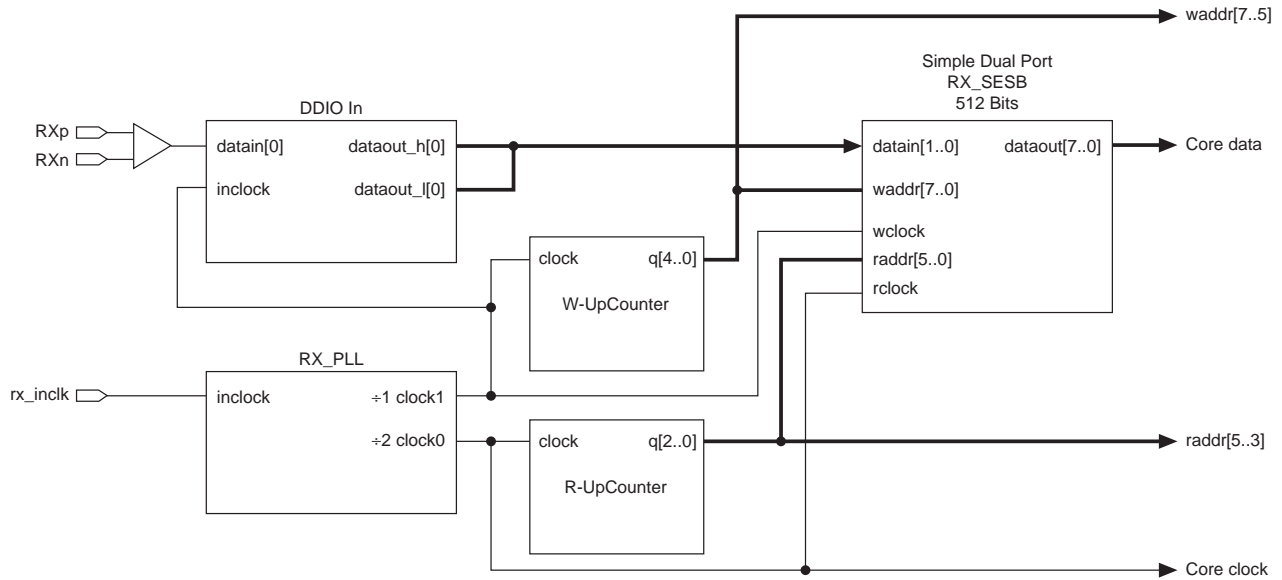 waddr[7..5]
Simple Dual Port
RX_SESB
512 Bits
DDIO In
RXp
RXn
datain[0]
dataout_h[0]
inclock
dataout_l[0]
datain[1..0]
dataout[7..0]
Core data
waddr[7..0]
wclock
raddr[5..0]
rclock
clock
q[4..0]
W-UpCounter
RX_PLL
rx_inclk
inclock
÷1 clock1
÷2 clock0
clock
q[2..0]
R-UpCounter
raddr[5..3]
Core clock